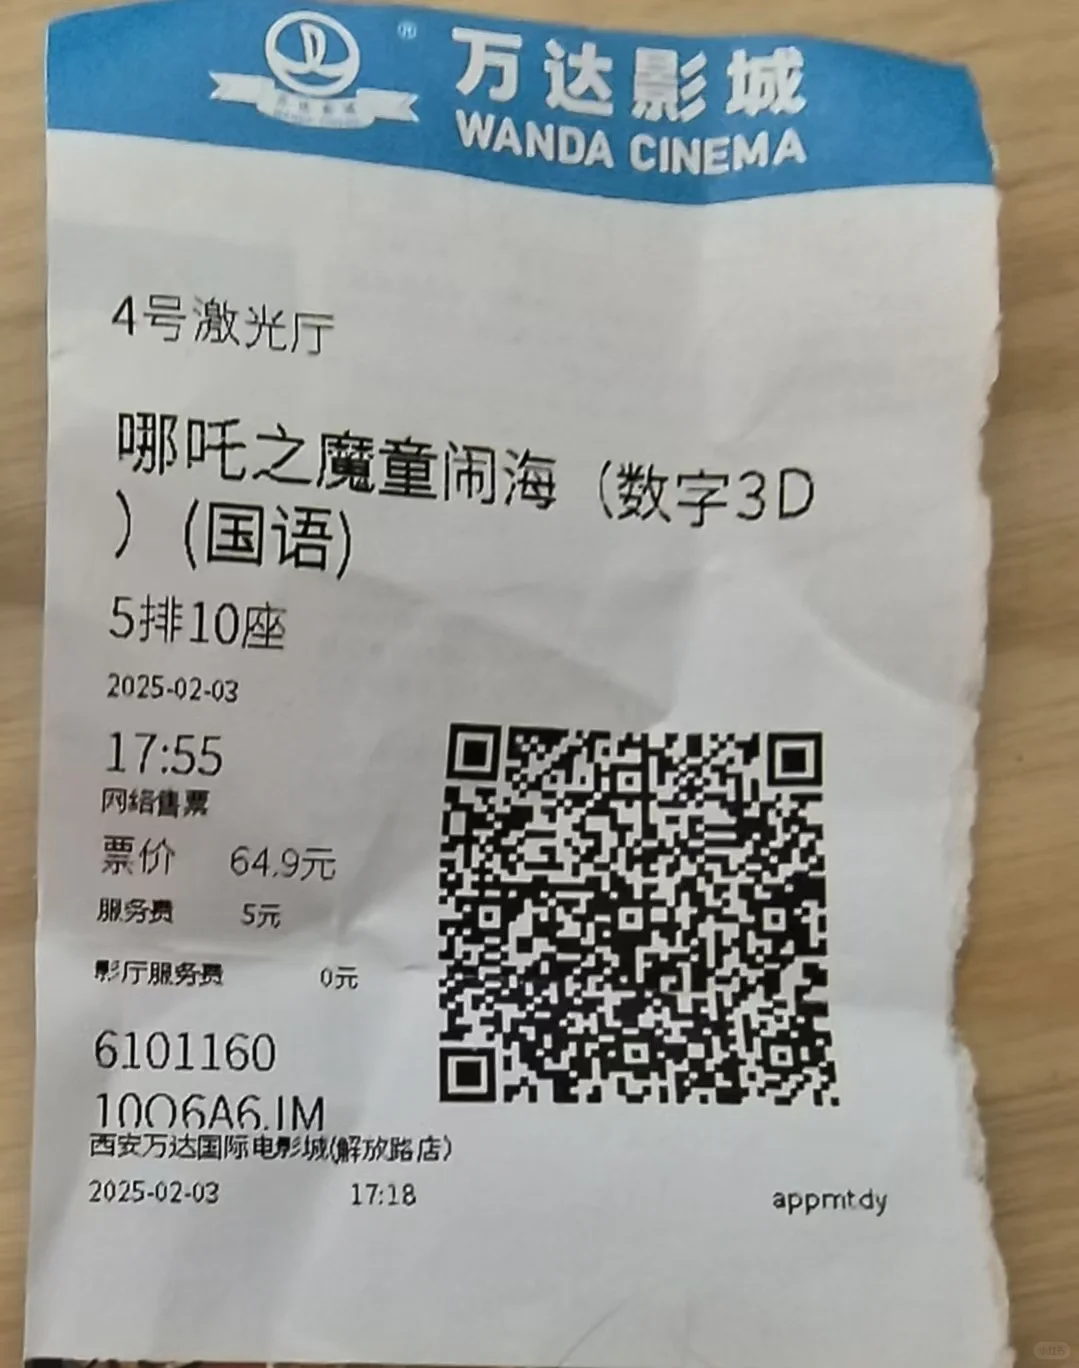 万达影城
WANDA CINEMA
4号激光厅
哪吒之魔童闹海（数字3D
）(国语)
5排10座
2025-02-03
17:55
网络售票
票价 64.9元
服务费 5元
影厅服务费 0元
6101160
西安万达国际电影城(解放路店)
2025-02-03 17:18 appmtdy
小红书